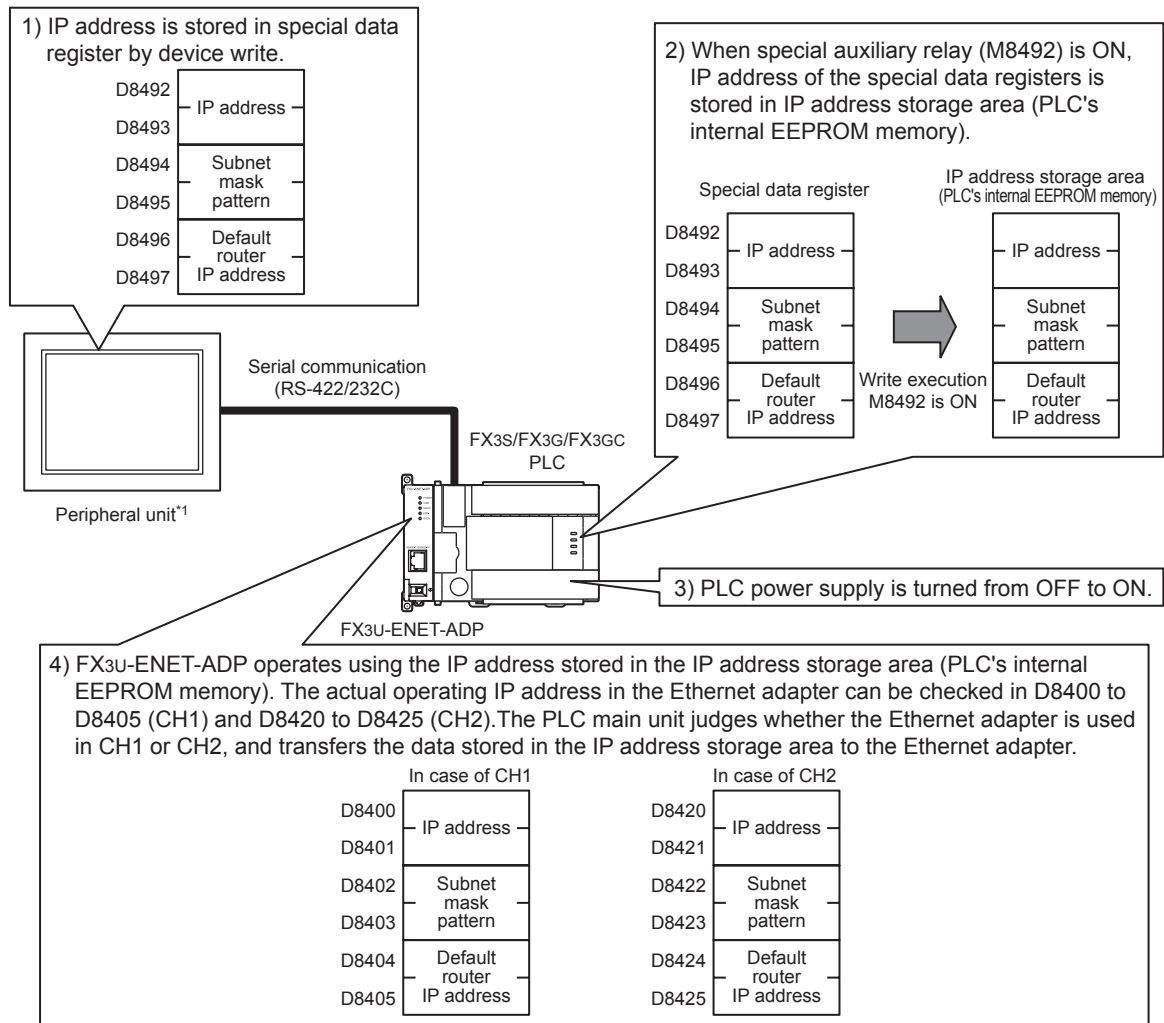 1) IP address is stored in special data
register by device write.
D8492
IP address
D8493
D8494
Subnet
mask
D8495
pattern
D8496
Default
router
D8497
IP address
2) When special auxiliary relay (M8492) is ON,
IP address of the special data registers is
stored in IP address storage area (PLC's
internal EEPROM memory).
Special data register
IP address storage area
(PLC's internal EEPROM memory)
D8492
IP address
D8493
D8494
Subnet
mask
D8495
pattern
D8496
Default
router
D8497
IP address
Write execution
M8492 is ON
IP address
Subnet
mask
pattern
Default
router
IP address
Serial communication
(RS-422/232C)
FX3S/FX3G/FX3GC
PLC
Peripheral unit*1
3) PLC power supply is turned from OFF to ON.
FX3U-ENET-ADP
4) FX3U-ENET-ADP operates using the IP address stored in the IP address storage area (PLC's internal
EEPROM memory). The actual operating IP address in the Ethernet adapter can be checked in D8400 to
D8405 (CH1) and D8420 to D8425 (CH2).The PLC main unit judges whether the Ethernet adapter is used
in CH1 or CH2, and transfers the data stored in the IP address storage area to the Ethernet adapter.
In case of CH1
D8400
IP address
D8401
D8402
Subnet
mask
D8403
pattern
D8404
Default
router
D8405
IP address
In case of CH2
D8420
IP address
D8421
D8422
Subnet
mask
D8423
pattern
D8424
Default
router
D8425
IP address